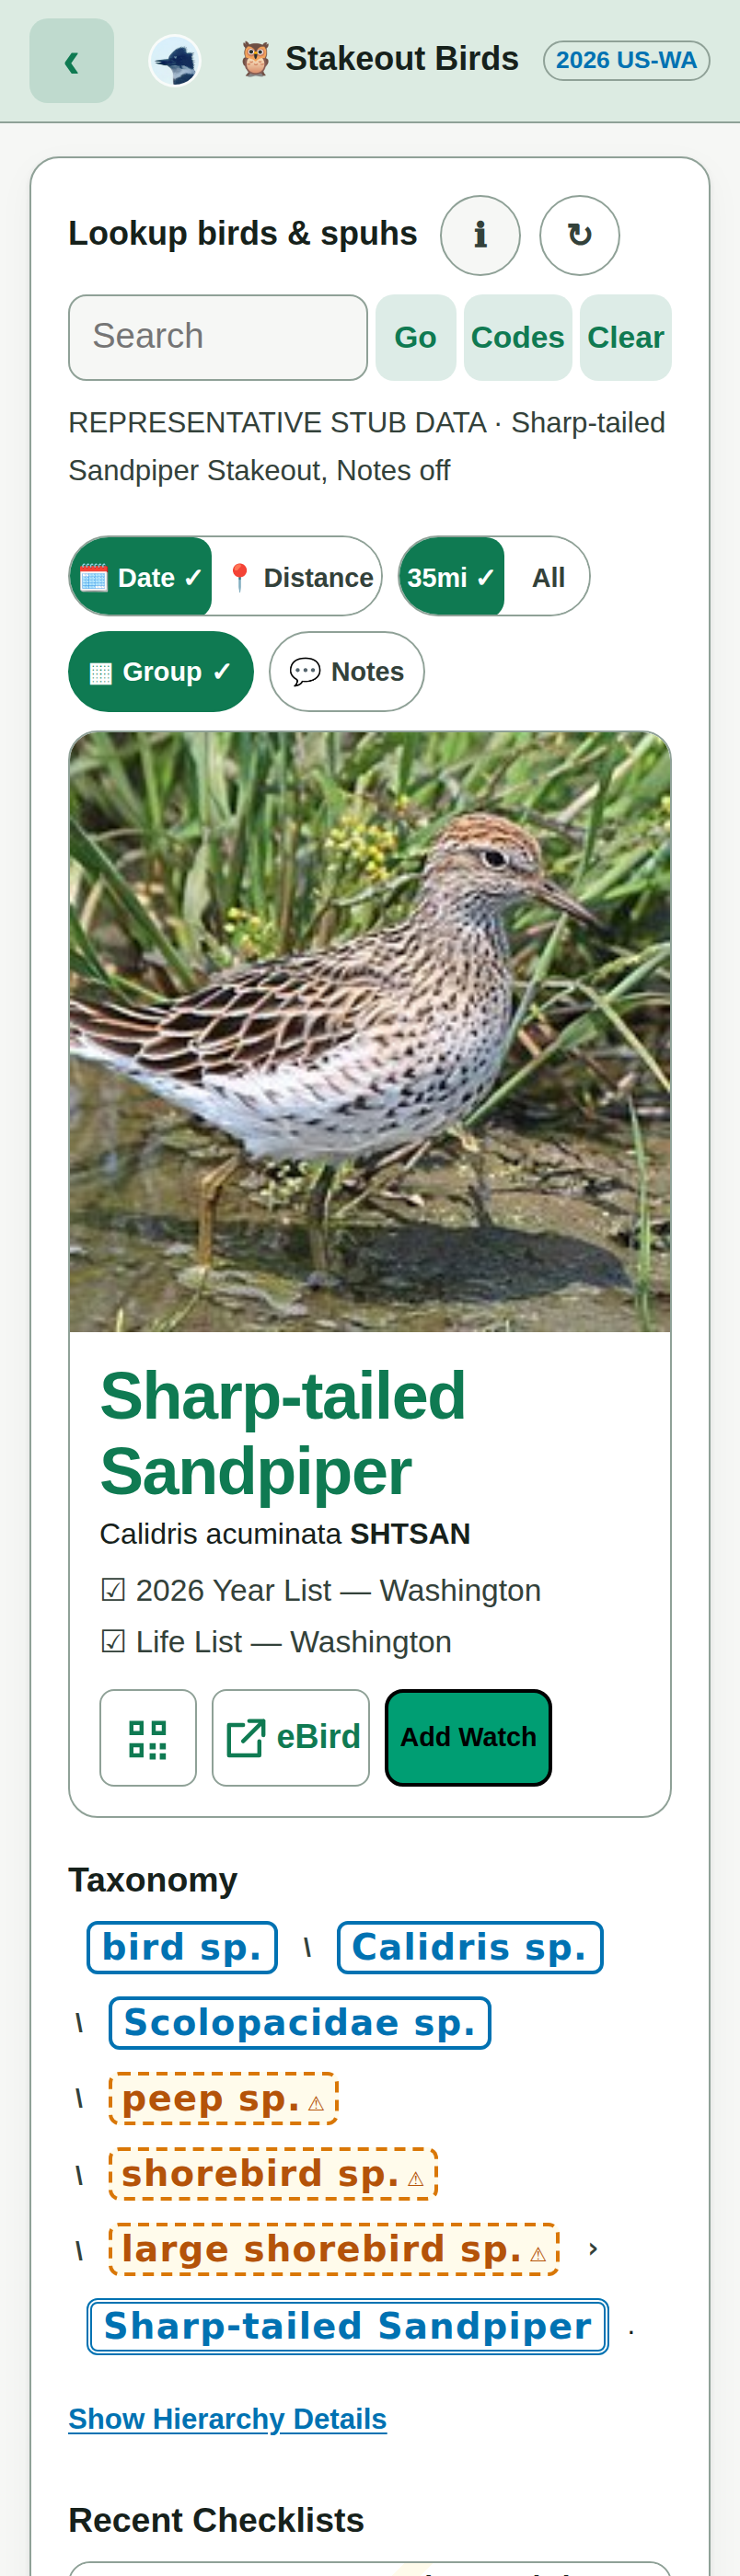 ‹ 🦉 Stakeout Birds 2026 US-WA
Lookup birds & spuhs ℹ ↻
Search Go Codes Clear
REPRESENTATIVE STUB DATA · Sharp-tailed
Sandpiper Stakeout, Notes off
🗓️ Date ✓ 📍 Distance 35mi ✓ All
▦ Group ✓ 💬 Notes
Sharp-tailed
Sandpiper
Calidris acuminata SHTSAN
☑ 2026 Year List — Washington
☑ Life List — Washington
eBird Add Watch
Taxonomy
bird sp. \ Calidris sp.
\ Scolopacidae sp.
\ peep sp. ⚠
\ shorebird sp. ⚠
\ large shorebird sp. ⚠ ›
Sharp-tailed Sandpiper .
Show Hierarchy Details
Recent Checklists